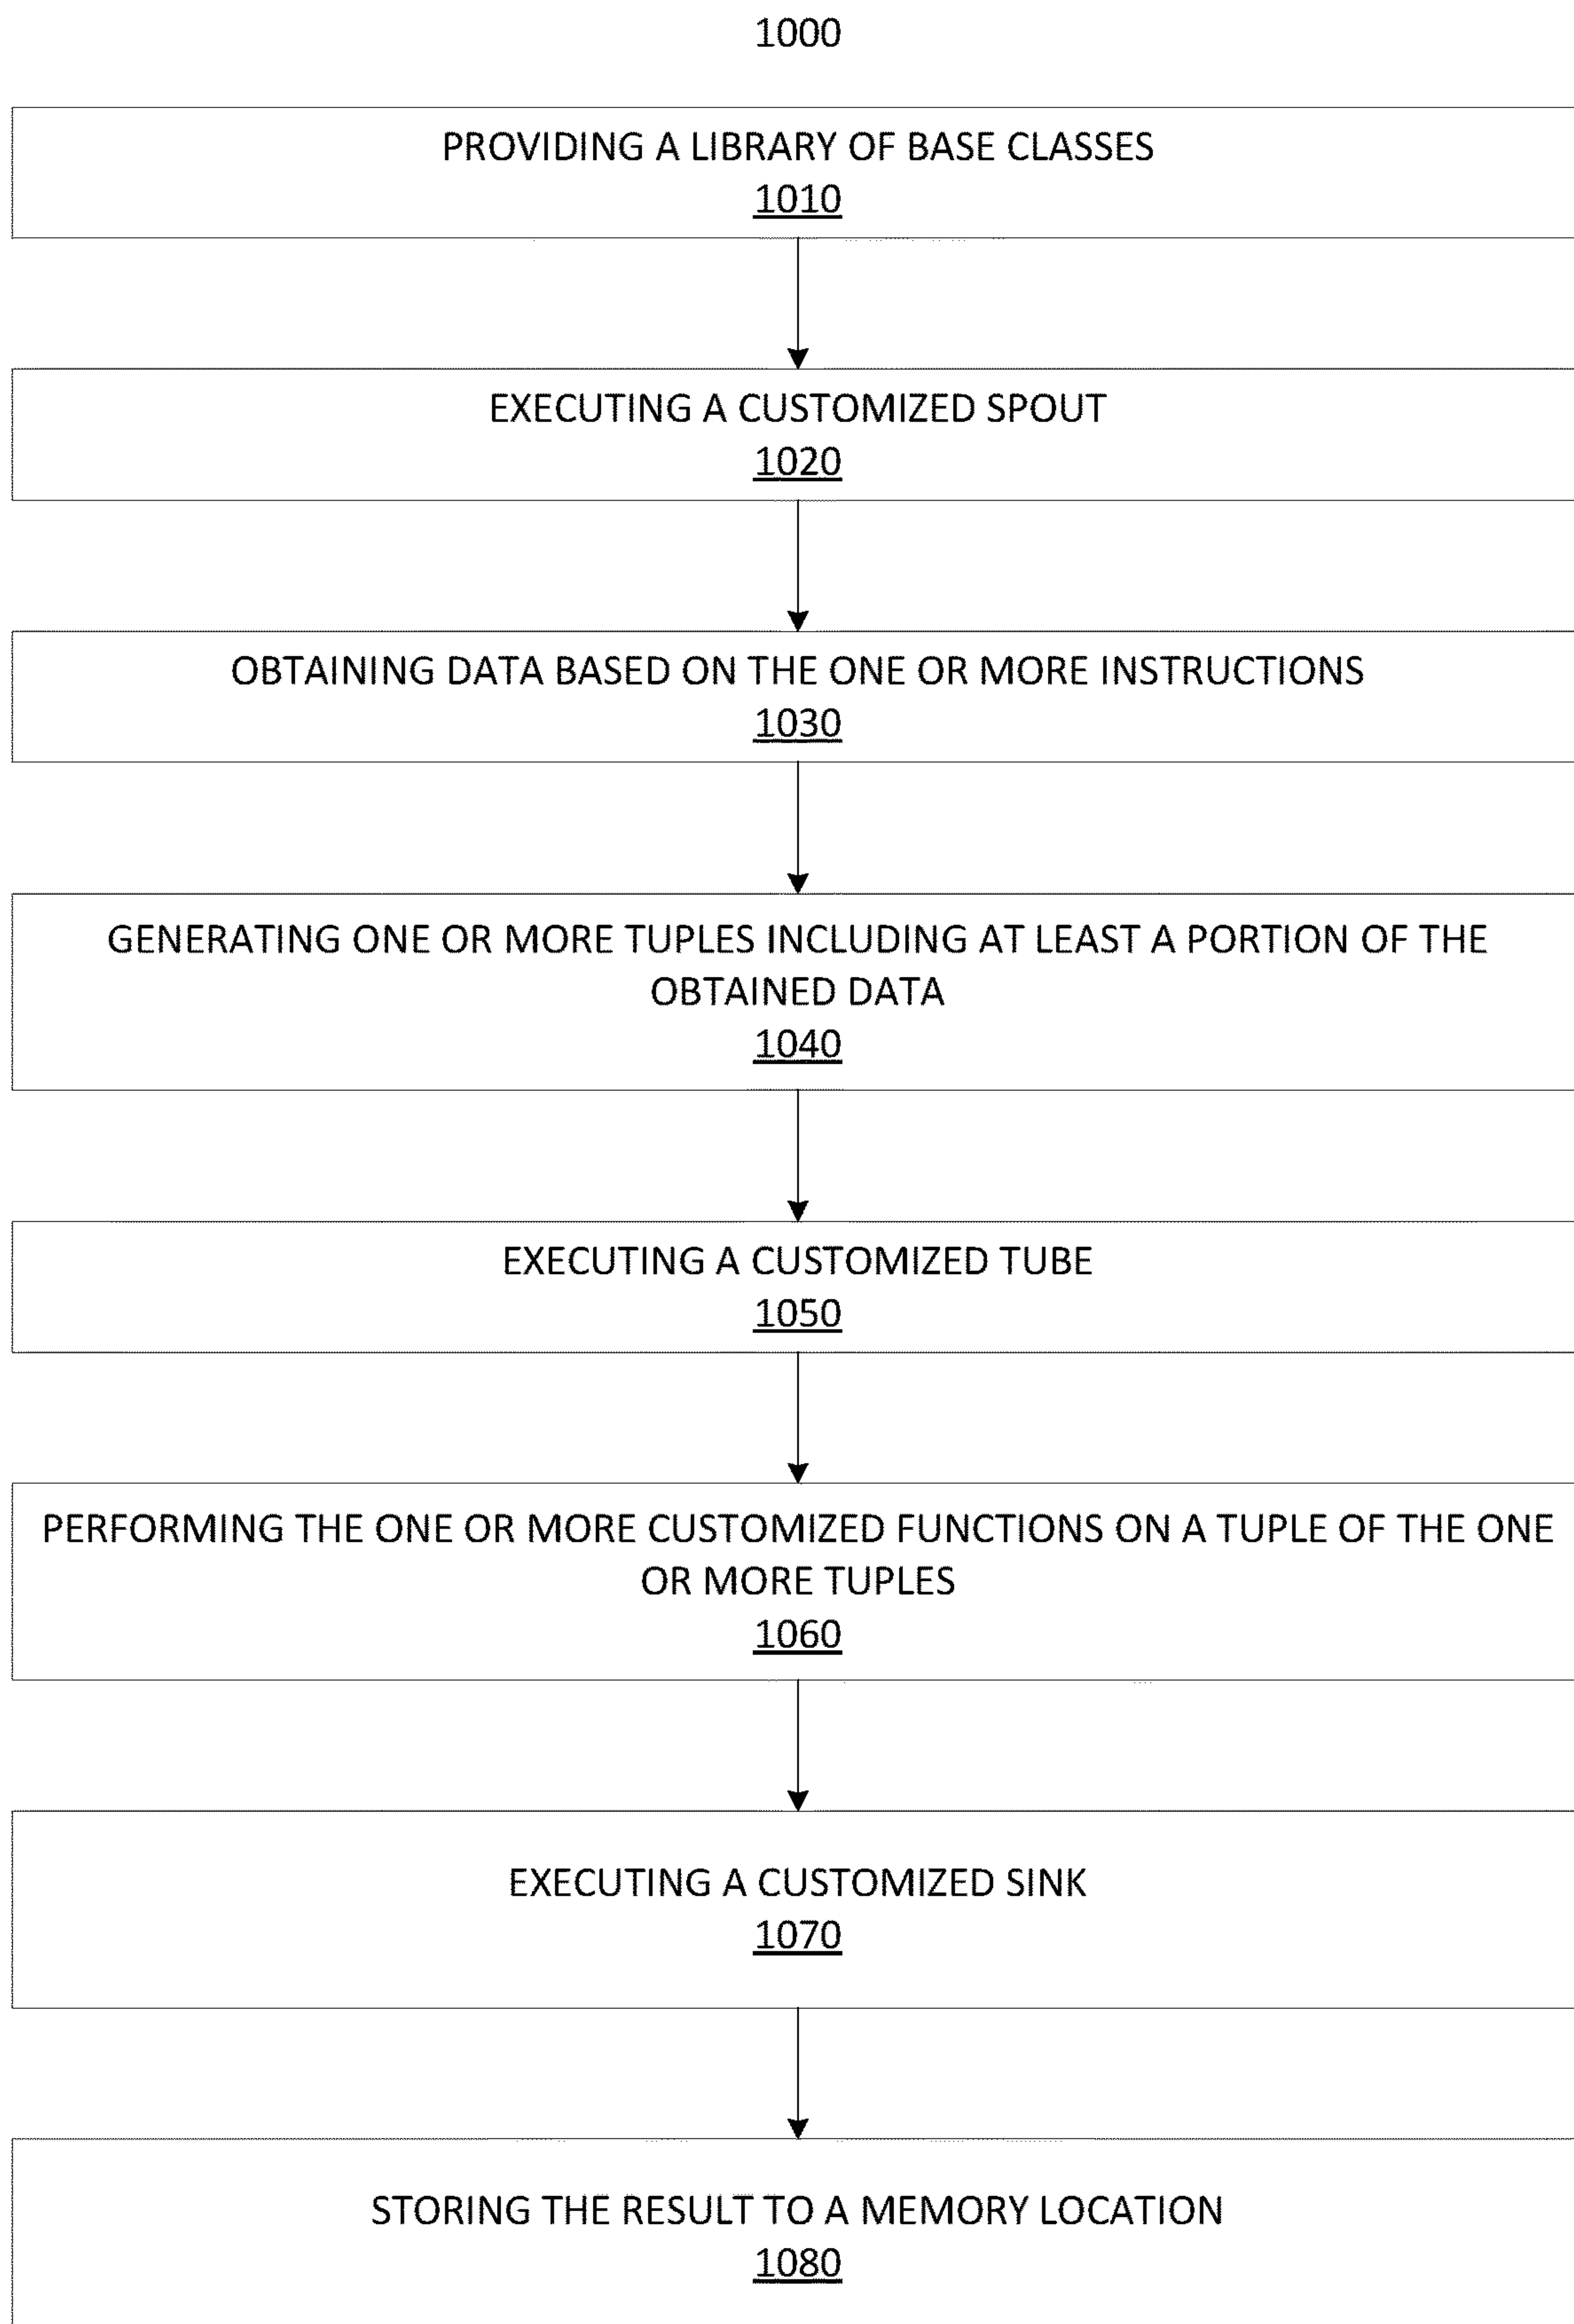 1000
PROVIDING A LIBRARY OF BASE CLASSES
1010
EXECUTING A CUSTOMIZED SPOUT
1020
OBTAINING DATA BASED ON THE ONE OR MORE INSTRUCTIONS
1030
GENERATING ONE OR MORE TUPLES INCLUDING AT LEAST A PORTION OF THE
OBTAINED DATA
1040
EXECUTING A CUSTOMIZED TUBE
1050
PERFORMING THE ONE OR MORE CUSTOMIZED FUNCTIONS ON A TUPLE OF THE ONE
OR MORE TUPLES
1060
EXECUTING A CUSTOMIZED SINK
1070
STORING THE RESULT TO A MEMORY LOCATION
1080